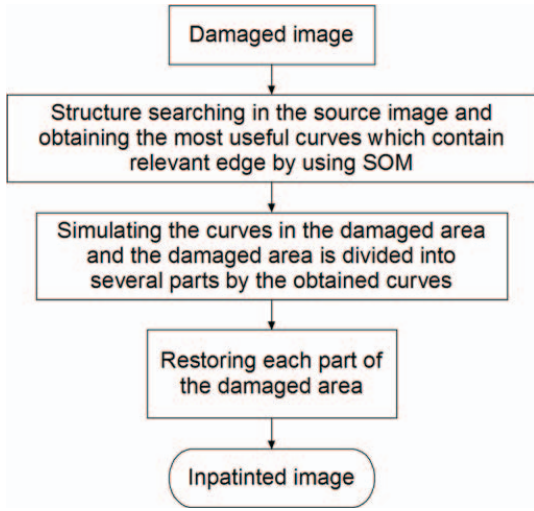 Damaged image
Structure searching in the source image and
obtaining the most useful curves which contain
relevant edge by using SOM
Simulating the curves in the damaged area
and the damaged area is divided into
several parts by the obtained curves
Restoring each part of
the damaged area
Inpatinted image